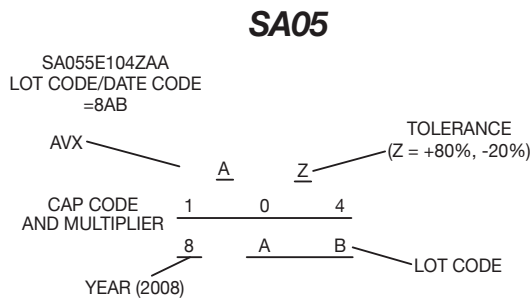 SA05
SA055E104ZAA
LOT CODE/DATE CODE
=8AB
AVX
TOLERANCE
(Z = +80%, -20%)
A Z
CAP CODE
AND MULTIPLIER
1 0 4
8 A B
LOT CODE
YEAR (2008)